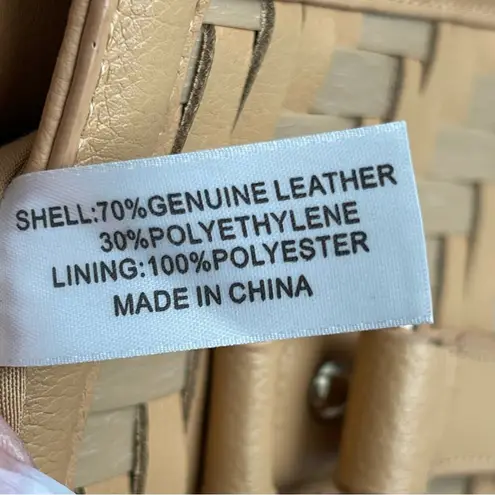 SHELL:70%GENUINE LEATHER
30%POLYETHYLENE
LINING:100%POLYESTER
MADE IN CHINA